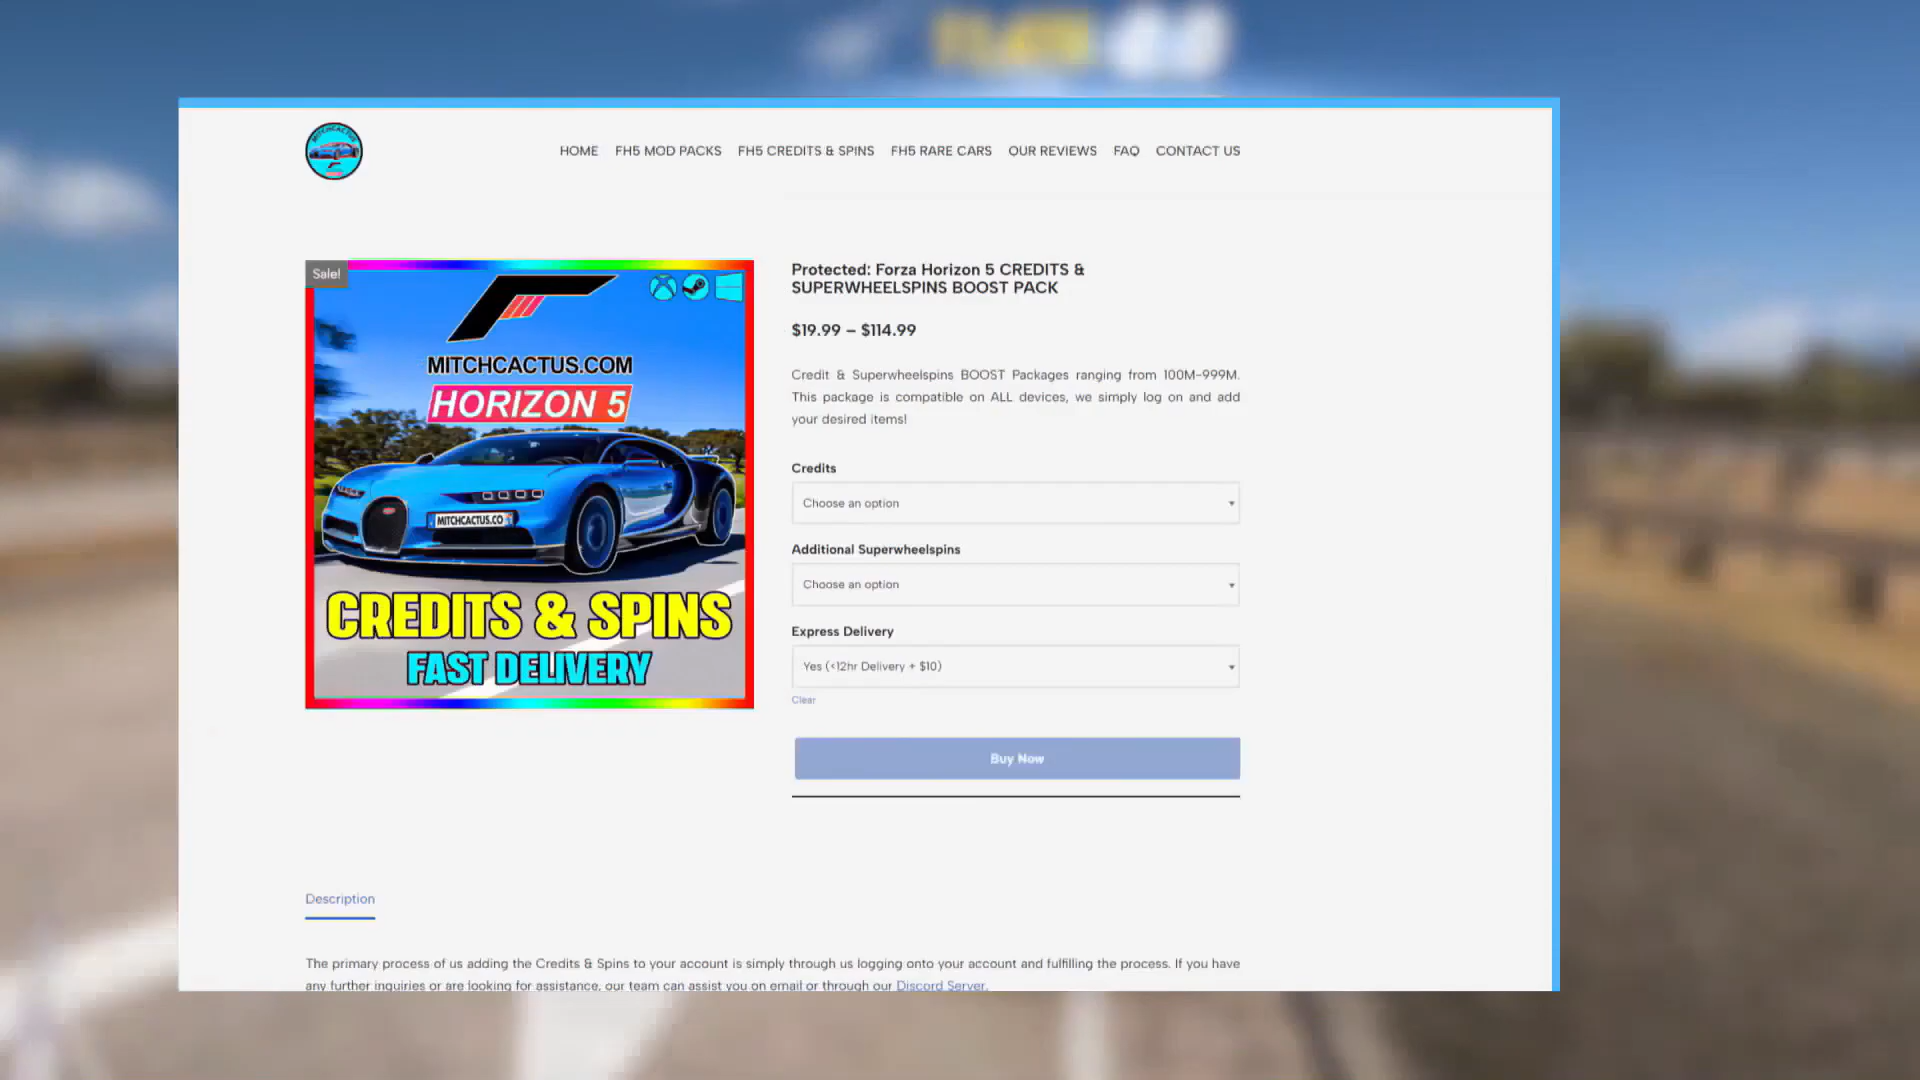 MITCHCACTUS
HOME FH5 MOD PACKS FH5 CREDITS & SPINS FH5 RARE CARS OUR REVIEWS FAQ CONTACT US
Sale!
MITCHCACTUS.COM
HORIZON 5
MITCHCACTUS.CO
CREDITS & SPINS
FAST DELIVERY
Protected: Forza Horizon 5 CREDITS &
SUPERWHEELSPINS BOOST PACK
$19.99 – $114.99
Credit & Superwheelspins BOOST Packages ranging from 100M-999M.
This package is compatible on ALL devices, we simply log on and add
your desired items!
Credits
Choose an option
Additional Superwheelspins
Choose an option
Express Delivery
Yes (<12hr Delivery + $10)
Clear
Buy Now
Description
The primary process of us adding the Credits & Spins to your account is simply through us logging onto your account and fulfilling the process. If you have
any further inquiries or are looking for assistance, our team can assist you on email or through our Discord Server.